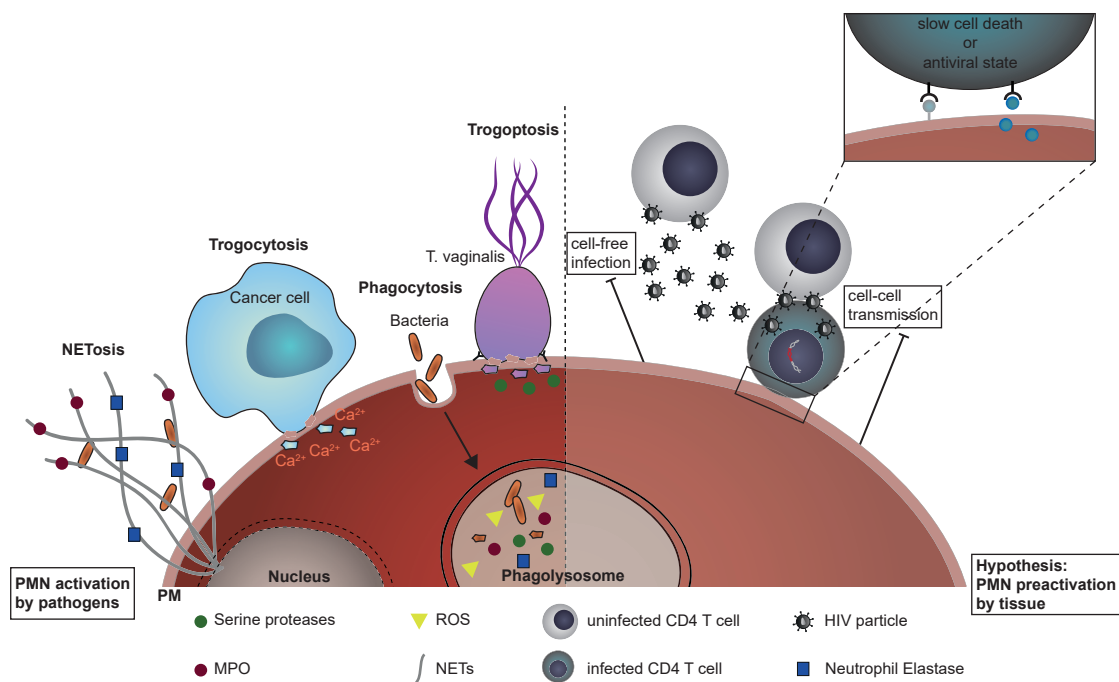 slow cell death
or
antiviral state
Trogoptosis
cell-free
infection
T. vaginalis
Trogocytosis
Cancer cell
Phagocytosis
Bacteria
cell-cell
transmission
NETosis
Ca²⁺
Ca²⁺
Ca²⁺
Ca²⁺
PMN activation
by pathogens
PM
Nucleus
Phagolysosome
Hypothesis:
PMN preactivation
by tissue
Serine proteases
ROS
uninfected CD4 T cell
HIV particle
MPO
NETs
infected CD4 T cell
Neutrophil Elastase